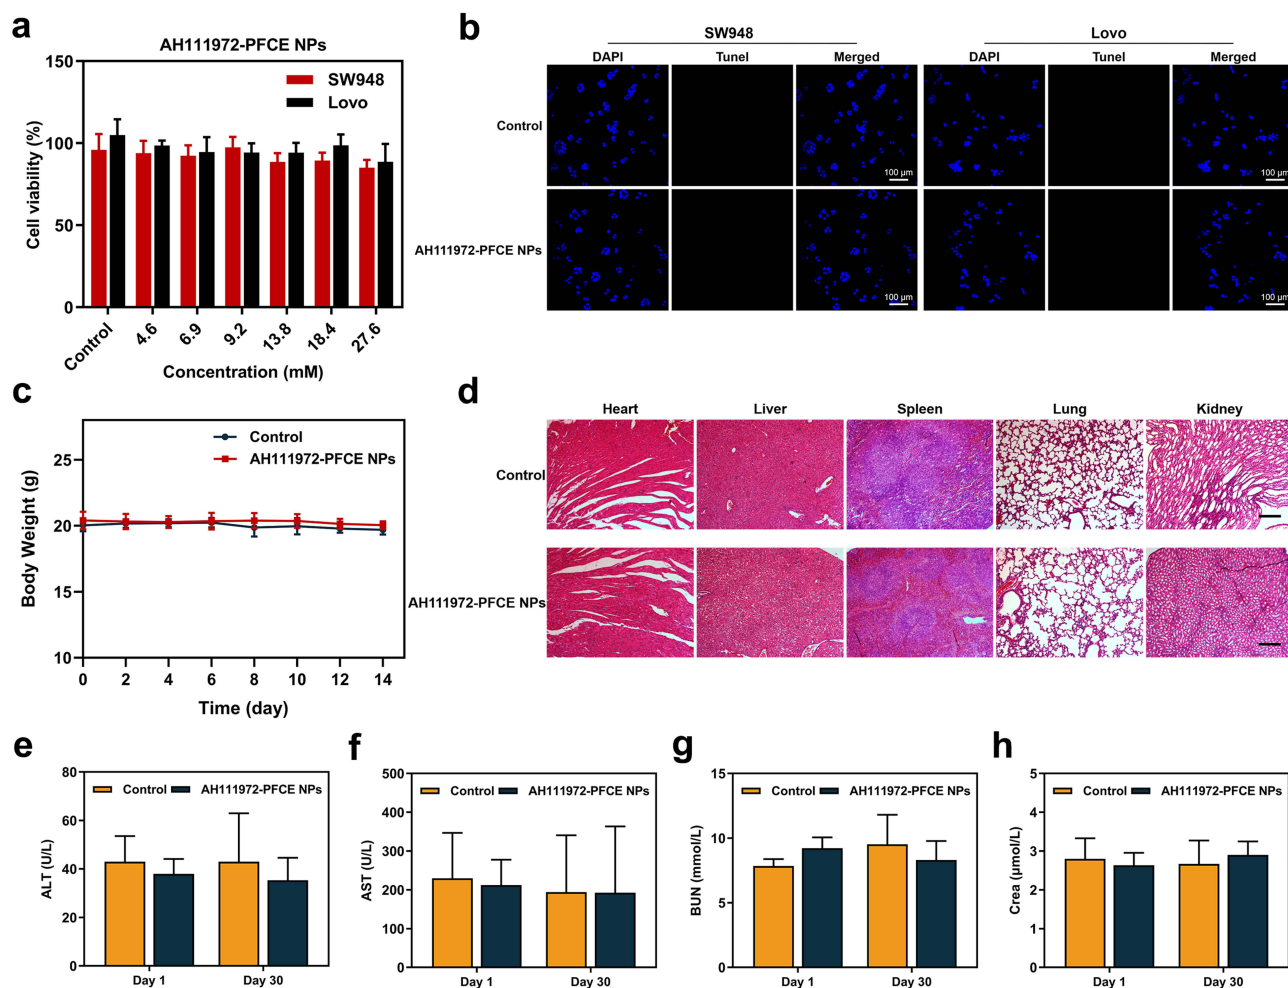 a
AH111972-PFCE NPs
150
100
50
0
Cell viability (%)
SW948
Lovo
Control
4.6
6.9
9.2
13.8
18.4
27.6
Concentration (mM)
b
SW948
Lovo
DAPI
Tunel
Merged
DAPI
Tunel
Merged
Control
100 μm
100 μm
AH111972-PFCE NPs
100 μm
100 μm
c
Control
AH111972-PFCE NPs
25
20
15
10
Body Weight (g)
0
2
4
6
8
10
12
14
Time (day)
d
Heart
Liver
Spleen
Lung
Kidney
Control
AH111972-PFCE NPs
e
80
60
40
20
0
ALT (U/L)
Control
AH111972-PFCE NPs
Day 1
Day 30
f
500
400
300
200
100
0
AST (U/L)
Control
AH111972-PFCE NPs
Day 1
Day 30
g
15
10
5
0
BUN (mmol/L)
Control
AH111972-PFCE NPs
Day 1
Day 30
h
5
4
3
2
1
0
Crea (μmol/L)
Control
AH111972-PFCE NPs
Day 1
Day 30